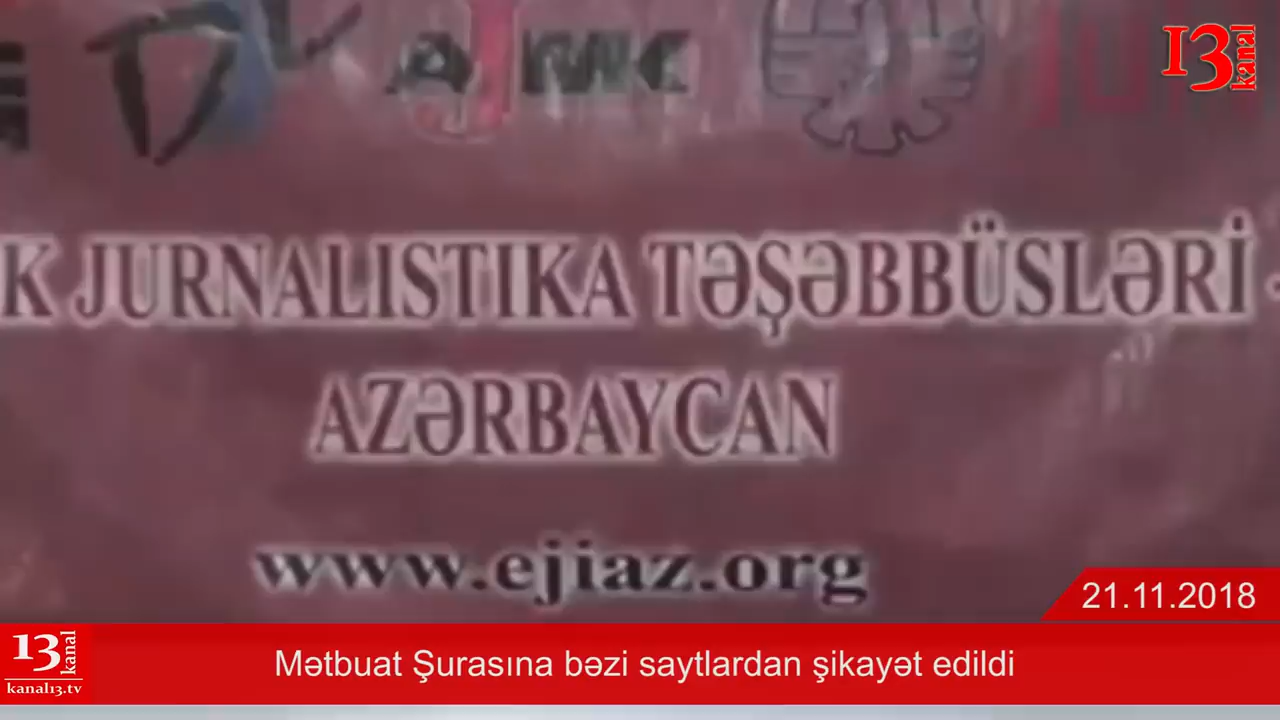 13 kanal
K JURNALISTIKA TƏŞƏBBÜSLƏRİ -
AZƏRBAYCAN
www.ejiaz.org
21.11.2018
13 kanal
kanal13.tv
Mətbuat Şurasına bəzi saytlardan şikayət edildi